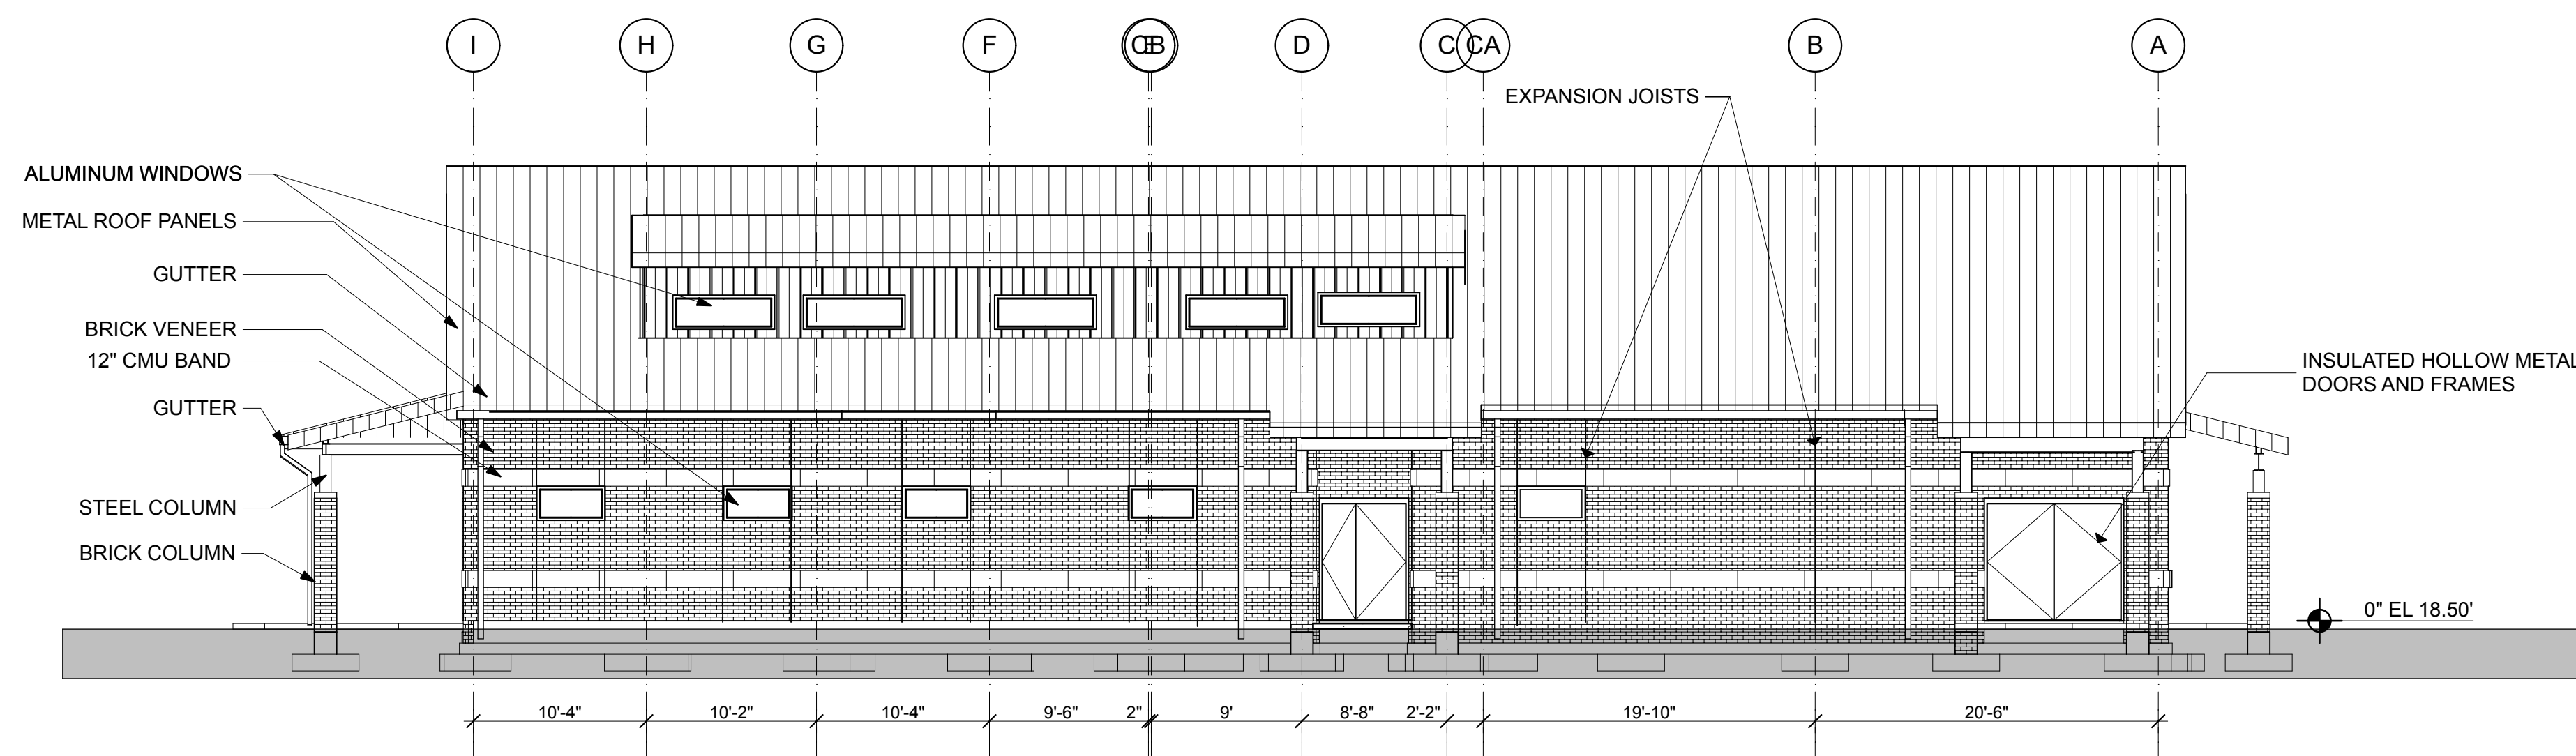 I H G F E D C CA B A
EXPANSION JOISTS
ALUMINUM WINDOWS
METAL ROOF PANELS
GUTTER
BRICK VENEER
12" CMU BAND
INSULATED HOLLOW METAL
DOORS AND FRAMES
GUTTER
STEEL COLUMN
BRICK COLUMN
0" EL 18.50'
10'-4" 10'-2" 10'-4" 9'-6" 2" 9' 8'-8" 2'-2" 19'-10" 20'-6"